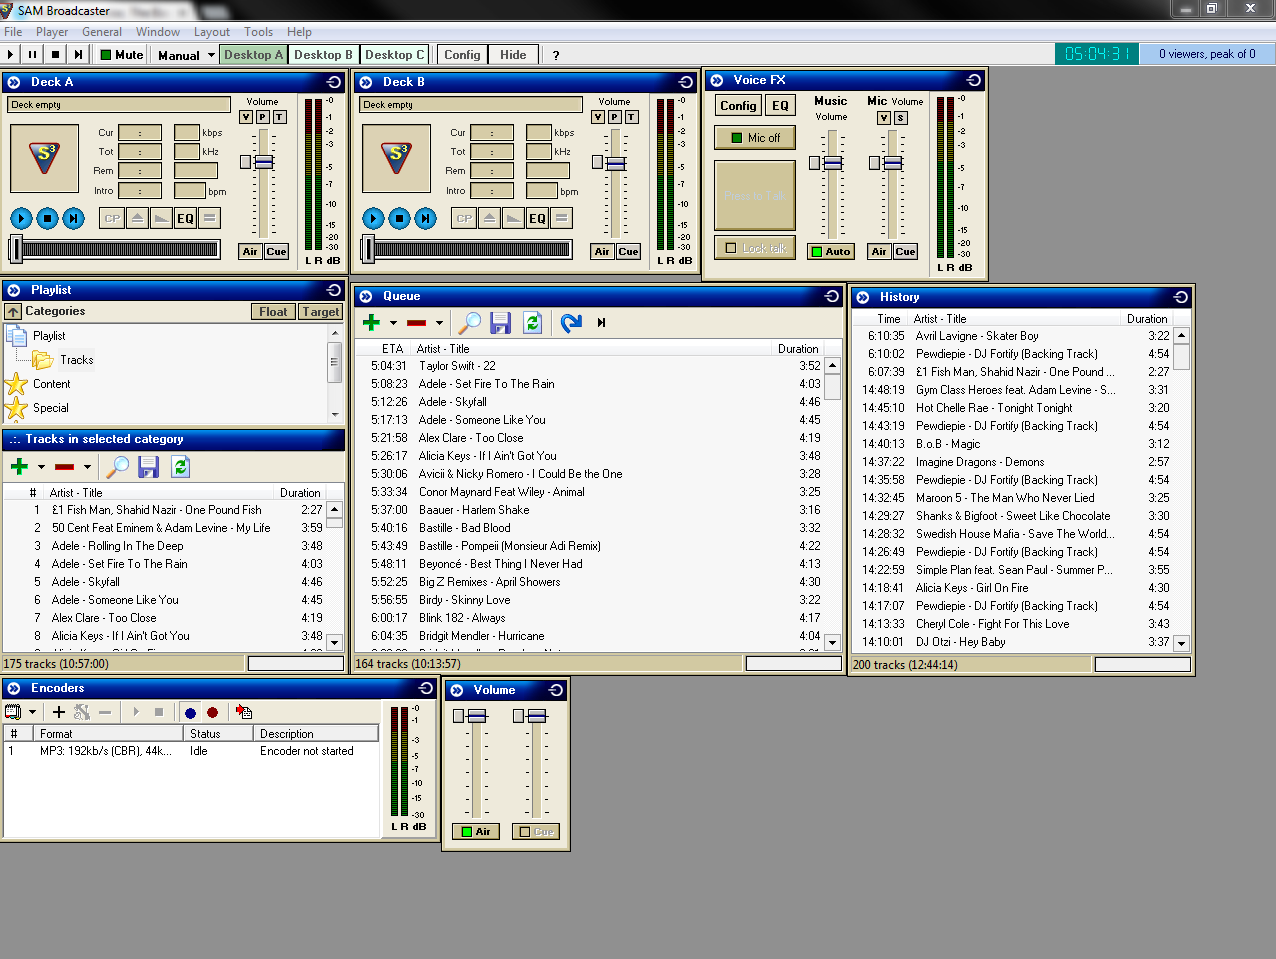 SAM Broadcaster
File Player General Window Layout Tools Help
Mute Manual Desktop A Desktop B Desktop C Config Hide ? 05:04:31 0 viewers, peak of 0
Deck A
Deck empty
Volume
V P T
Cur : kbps
Tot : kHz
Rem
Intro : bpm
CP EQ
Air Cue
-0
-1
-2
-3
-5
-7
-10
-15
-20
-30
L R dB
Deck B
Deck empty
Volume
V P T
Cur : kbps
Tot : kHz
Rem
Intro : bpm
CP EQ
Air Cue
-0
-1
-2
-3
-5
-7
-10
-15
-20
-30
L R dB
Voice FX
Config EQ
Music Volume
Mic Volume
V S
Mic off
Lock talk
Auto
Air Cue
-0
-1
-2
-3
-5
-7
-10
-15
-20
-30
L R dB
Playlist
Categories Float Target
Playlist
Tracks
Content
Special
.:. Tracks in selected category
# Artist - Title Duration
1 £1 Fish Man, Shahid Nazir - One Pound Fish 2:27
2 50 Cent Feat Eminem & Adam Levine - My Life 3:59
3 Adele - Rolling In The Deep 3:48
4 Adele - Set Fire To The Rain 4:03
5 Adele - Skyfall 4:46
6 Adele - Someone Like You 4:45
7 Alex Clare - Too Close 4:19
8 Alicia Keys - If I Ain't Got You 3:48
175 tracks (10:57:00)
Queue
ETA Artist - Title Duration
5:04:31 Taylor Swift - 22 3:52
5:08:23 Adele - Set Fire To The Rain 4:03
5:12:26 Adele - Skyfall 4:46
5:17:13 Adele - Someone Like You 4:45
5:21:58 Alex Clare - Too Close 4:19
5:26:17 Alicia Keys - If I Ain't Got You 3:48
5:30:06 Avicii & Nicky Romero - I Could Be the One 3:28
5:33:34 Conor Maynard Feat Wiley - Animal 3:25
5:37:00 Baauer - Harlem Shake 3:16
5:40:16 Bastille - Bad Blood 3:32
5:43:49 Bastille - Pompeii (Monsieur Adi Remix) 4:22
5:48:11 Beyoncé - Best Thing I Never Had 4:13
5:52:25 Big Z Remixes - April Showers 4:30
5:56:55 Birdy - Skinny Love 3:22
6:00:17 Blink 182 - Always 4:17
6:04:35 Bridgit Mendler - Hurricane 4:04
164 tracks (10:13:57)
History
Time Artist - Title Duration
6:10:35 Avril Lavigne - Skater Boy 3:22
6:10:02 Pewdiepie - DJ Fortify (Backing Track) 4:54
6:07:39 £1 Fish Man, Shahid Nazir - One Pound ... 2:27
14:48:19 Gym Class Heroes feat. Adam Levine - S... 3:31
14:45:10 Hot Chelle Rae - Tonight Tonight 3:20
14:43:19 Pewdiepie - DJ Fortify (Backing Track) 4:54
14:40:13 B.o.B - Magic 3:12
14:37:22 Imagine Dragons - Demons 2:57
14:35:58 Pewdiepie - DJ Fortify (Backing Track) 4:54
14:32:45 Maroon 5 - The Man Who Never Lied 3:25
14:29:27 Shanks & Bigfoot - Sweet Like Chocolate 3:30
14:28:32 Swedish House Mafia - Save The World... 4:54
14:26:49 Pewdiepie - DJ Fortify (Backing Track) 4:54
14:22:59 Simple Plan feat. Sean Paul - Summer P... 3:55
14:18:41 Alicia Keys - Girl On Fire 4:30
14:17:07 Pewdiepie - DJ Fortify (Backing Track) 4:54
14:13:33 Cheryl Cole - Fight For This Love 3:43
14:10:01 DJ Otzi - Hey Baby 3:37
200 tracks (12:44:14)
Encoders
# Format Status Description
1 MP3: 192kb/s (CBR), 44k... Idle Encoder not started
-0
-1
-3
-5
-7
-10
-15
-30
L R dB
Volume
Air Cue